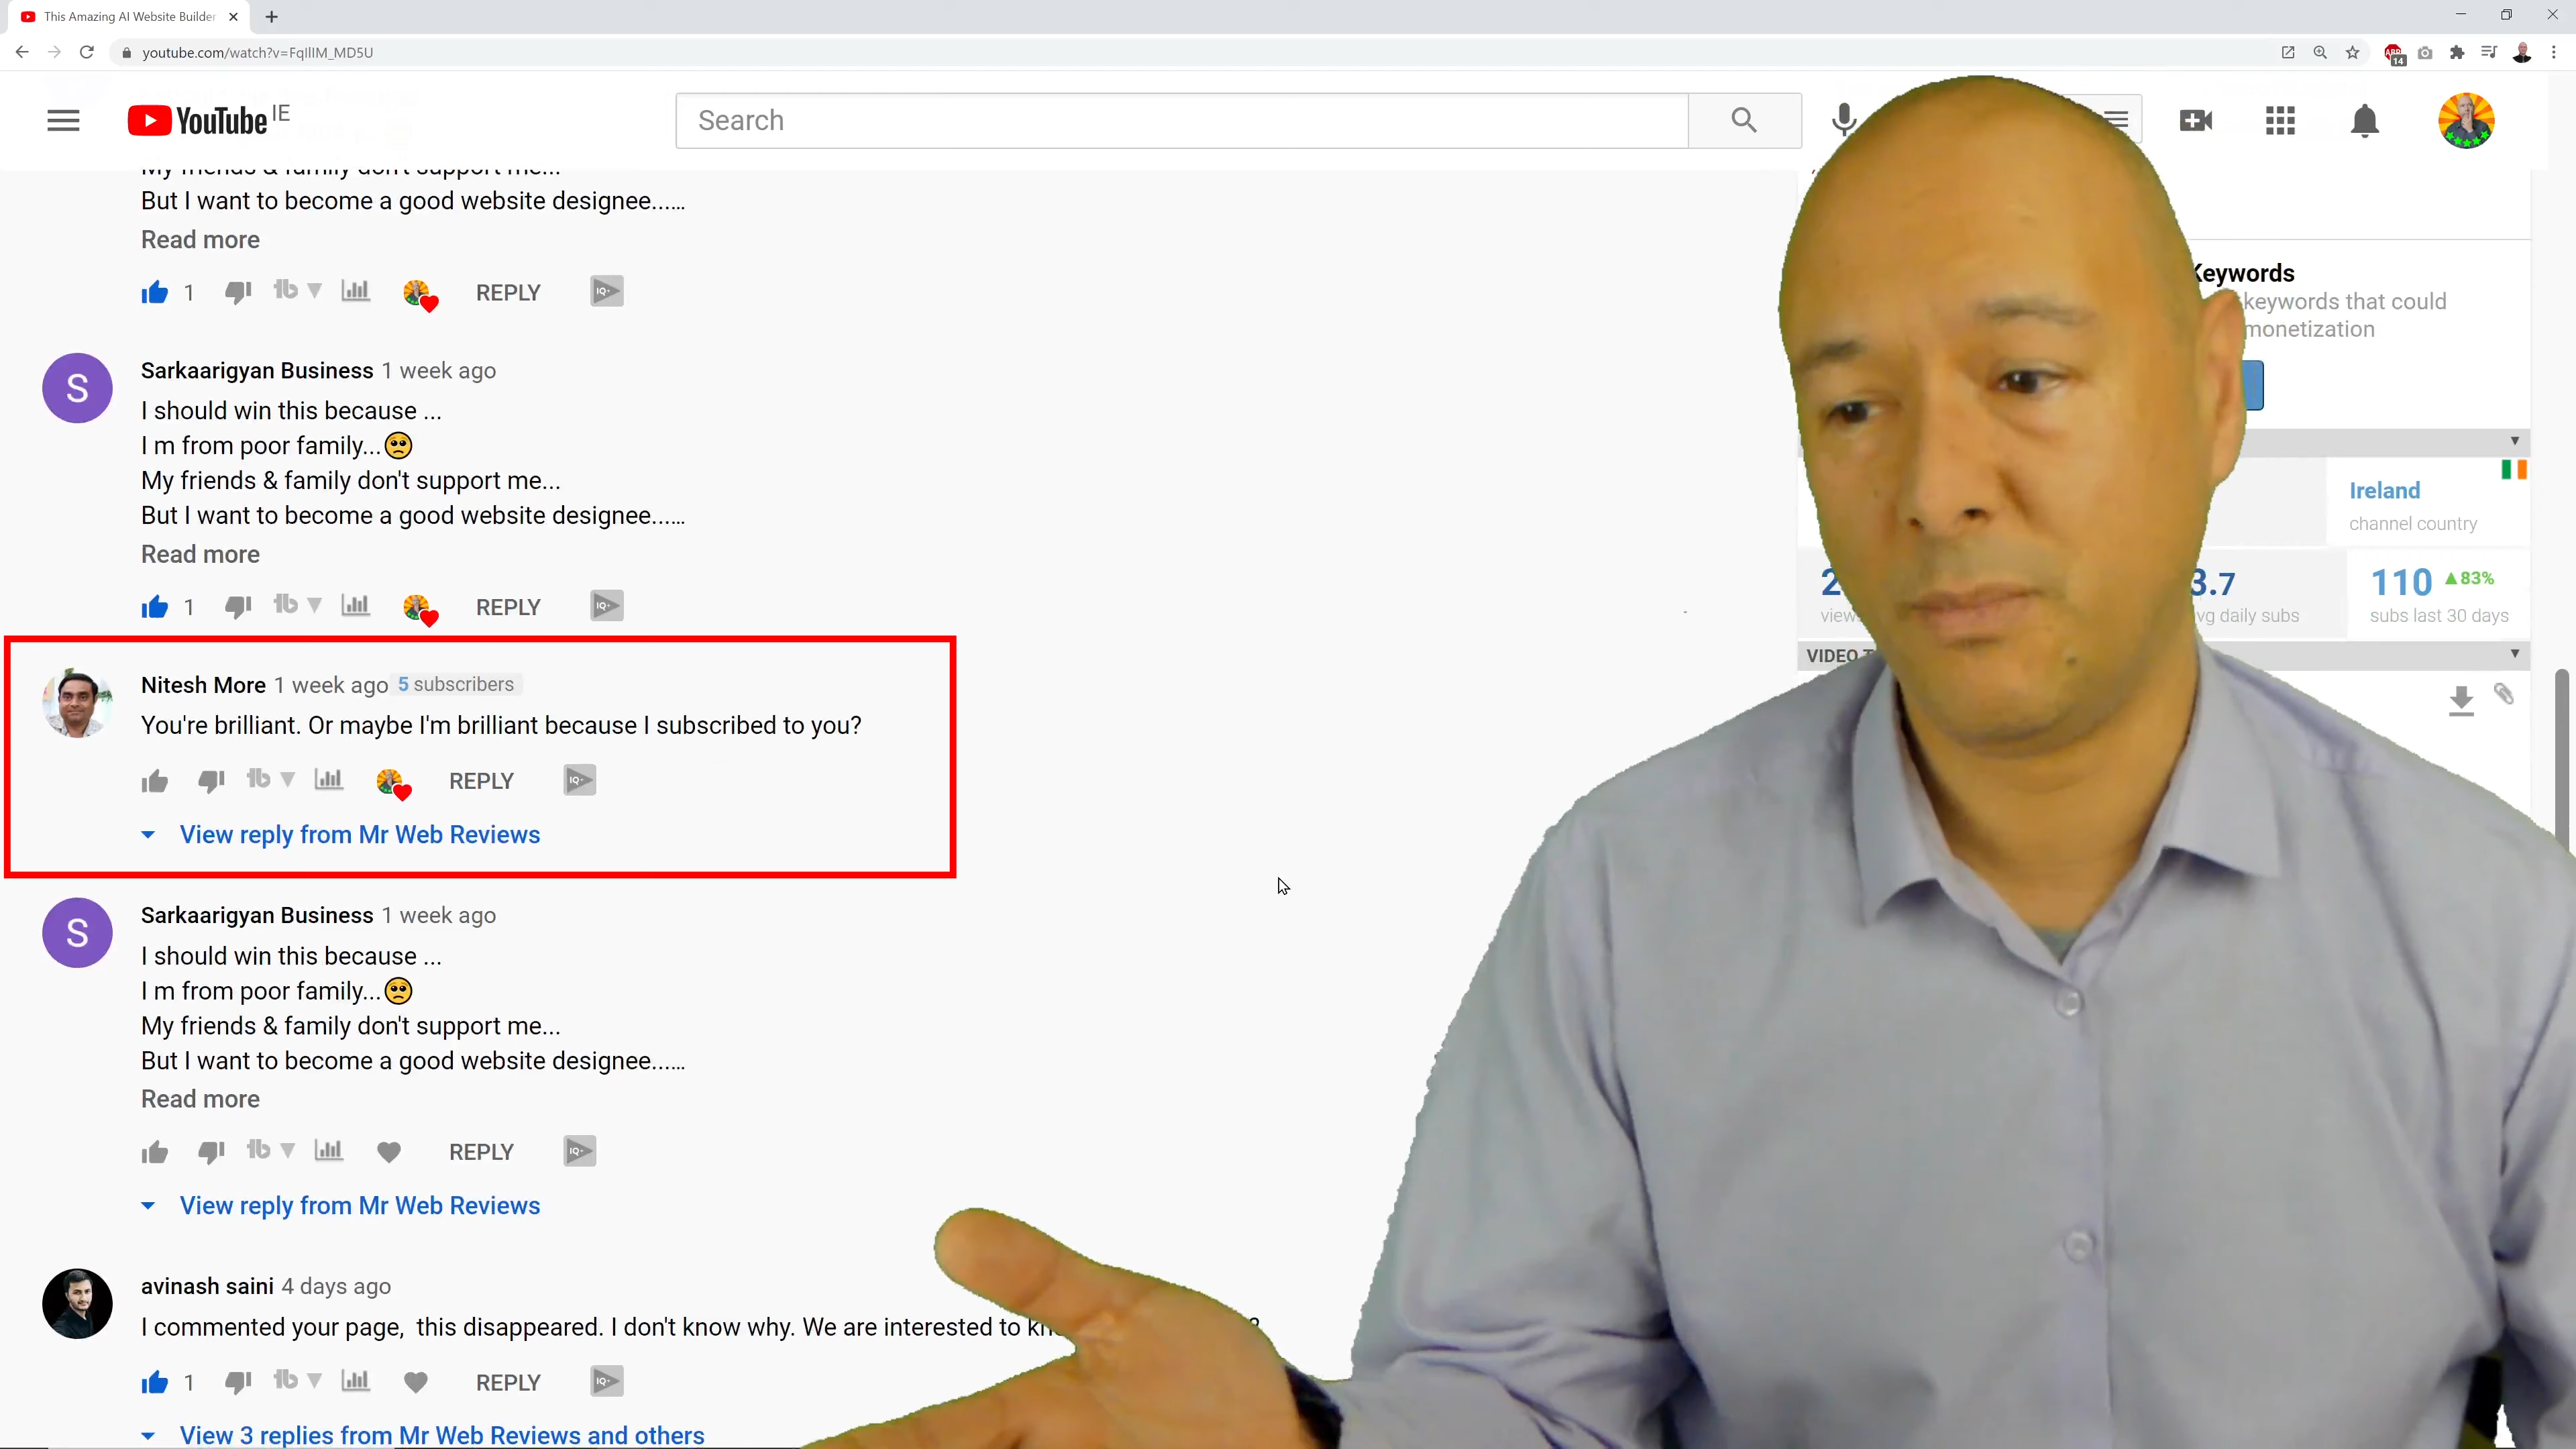 This Amazing AI Website Builder
youtube.com/watch?v=FqIlIM_MD5U
14
YouTube IE
Search
But I want to become a good website designee......
Read more
1 REPLY
Keywords
keywords that could
monetization
Sarkaarigyan Business 1 week ago
I should win this because ...
I m from poor family...
My friends & family don't support me...
But I want to become a good website designee......
Read more
1 REPLY
Ireland
channel country
3.7
daily subs
110 ▲83%
subs last 30 days
VIDEO
Nitesh More 1 week ago 5 subscribers
You're brilliant. Or maybe I'm brilliant because I subscribed to you?
REPLY
View reply from Mr Web Reviews
Sarkaarigyan Business 1 week ago
I should win this because ...
I m from poor family...
My friends & family don't support me...
But I want to become a good website designee......
Read more
REPLY
View reply from Mr Web Reviews
avinash saini 4 days ago
I commented your page, this disappeared. I don't know why. We are interested to
1 REPLY
View 3 replies from Mr Web Reviews and others